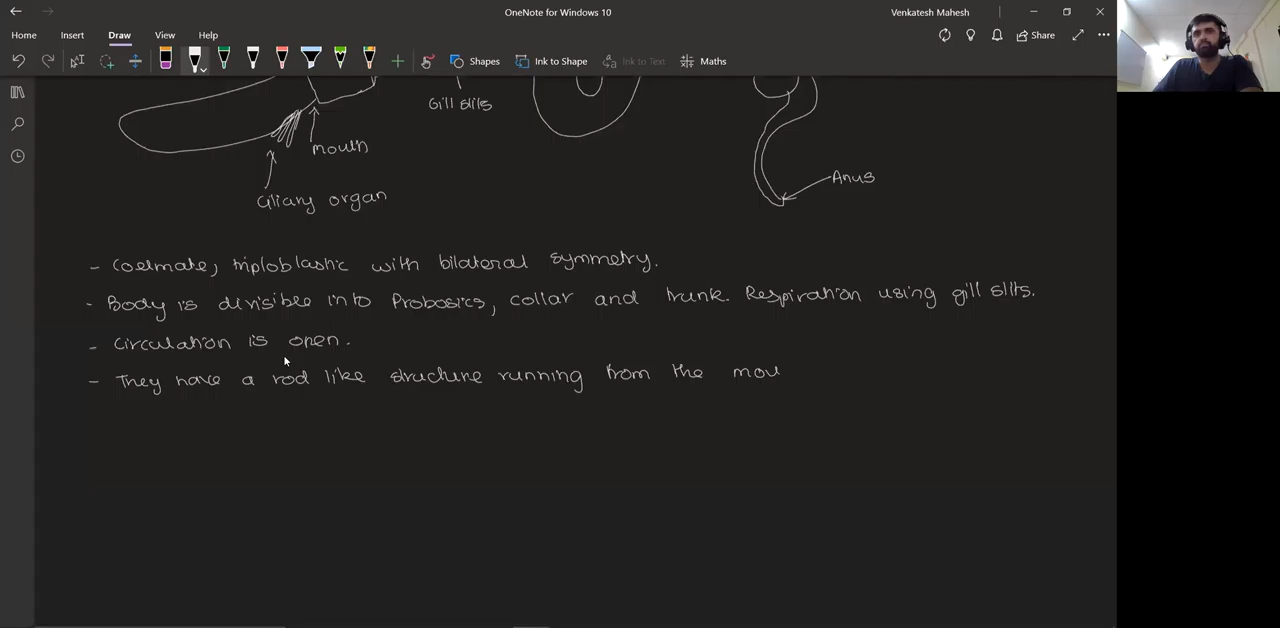 OneNote for Windows 10
Venkatesh Mahesh
Home Insert Draw View Help
Share
Shapes Ink to Shape Ink to Text Maths
Gill slits
Mouth
Ciliary organ
Anus
- Coelmate, triploblastic with bilateral symmetry.
- Body is divisible into Probosics, collar and trunk. Respiration using gill slits.
- Circulation is open.
- They have a rod like structure running from the mou